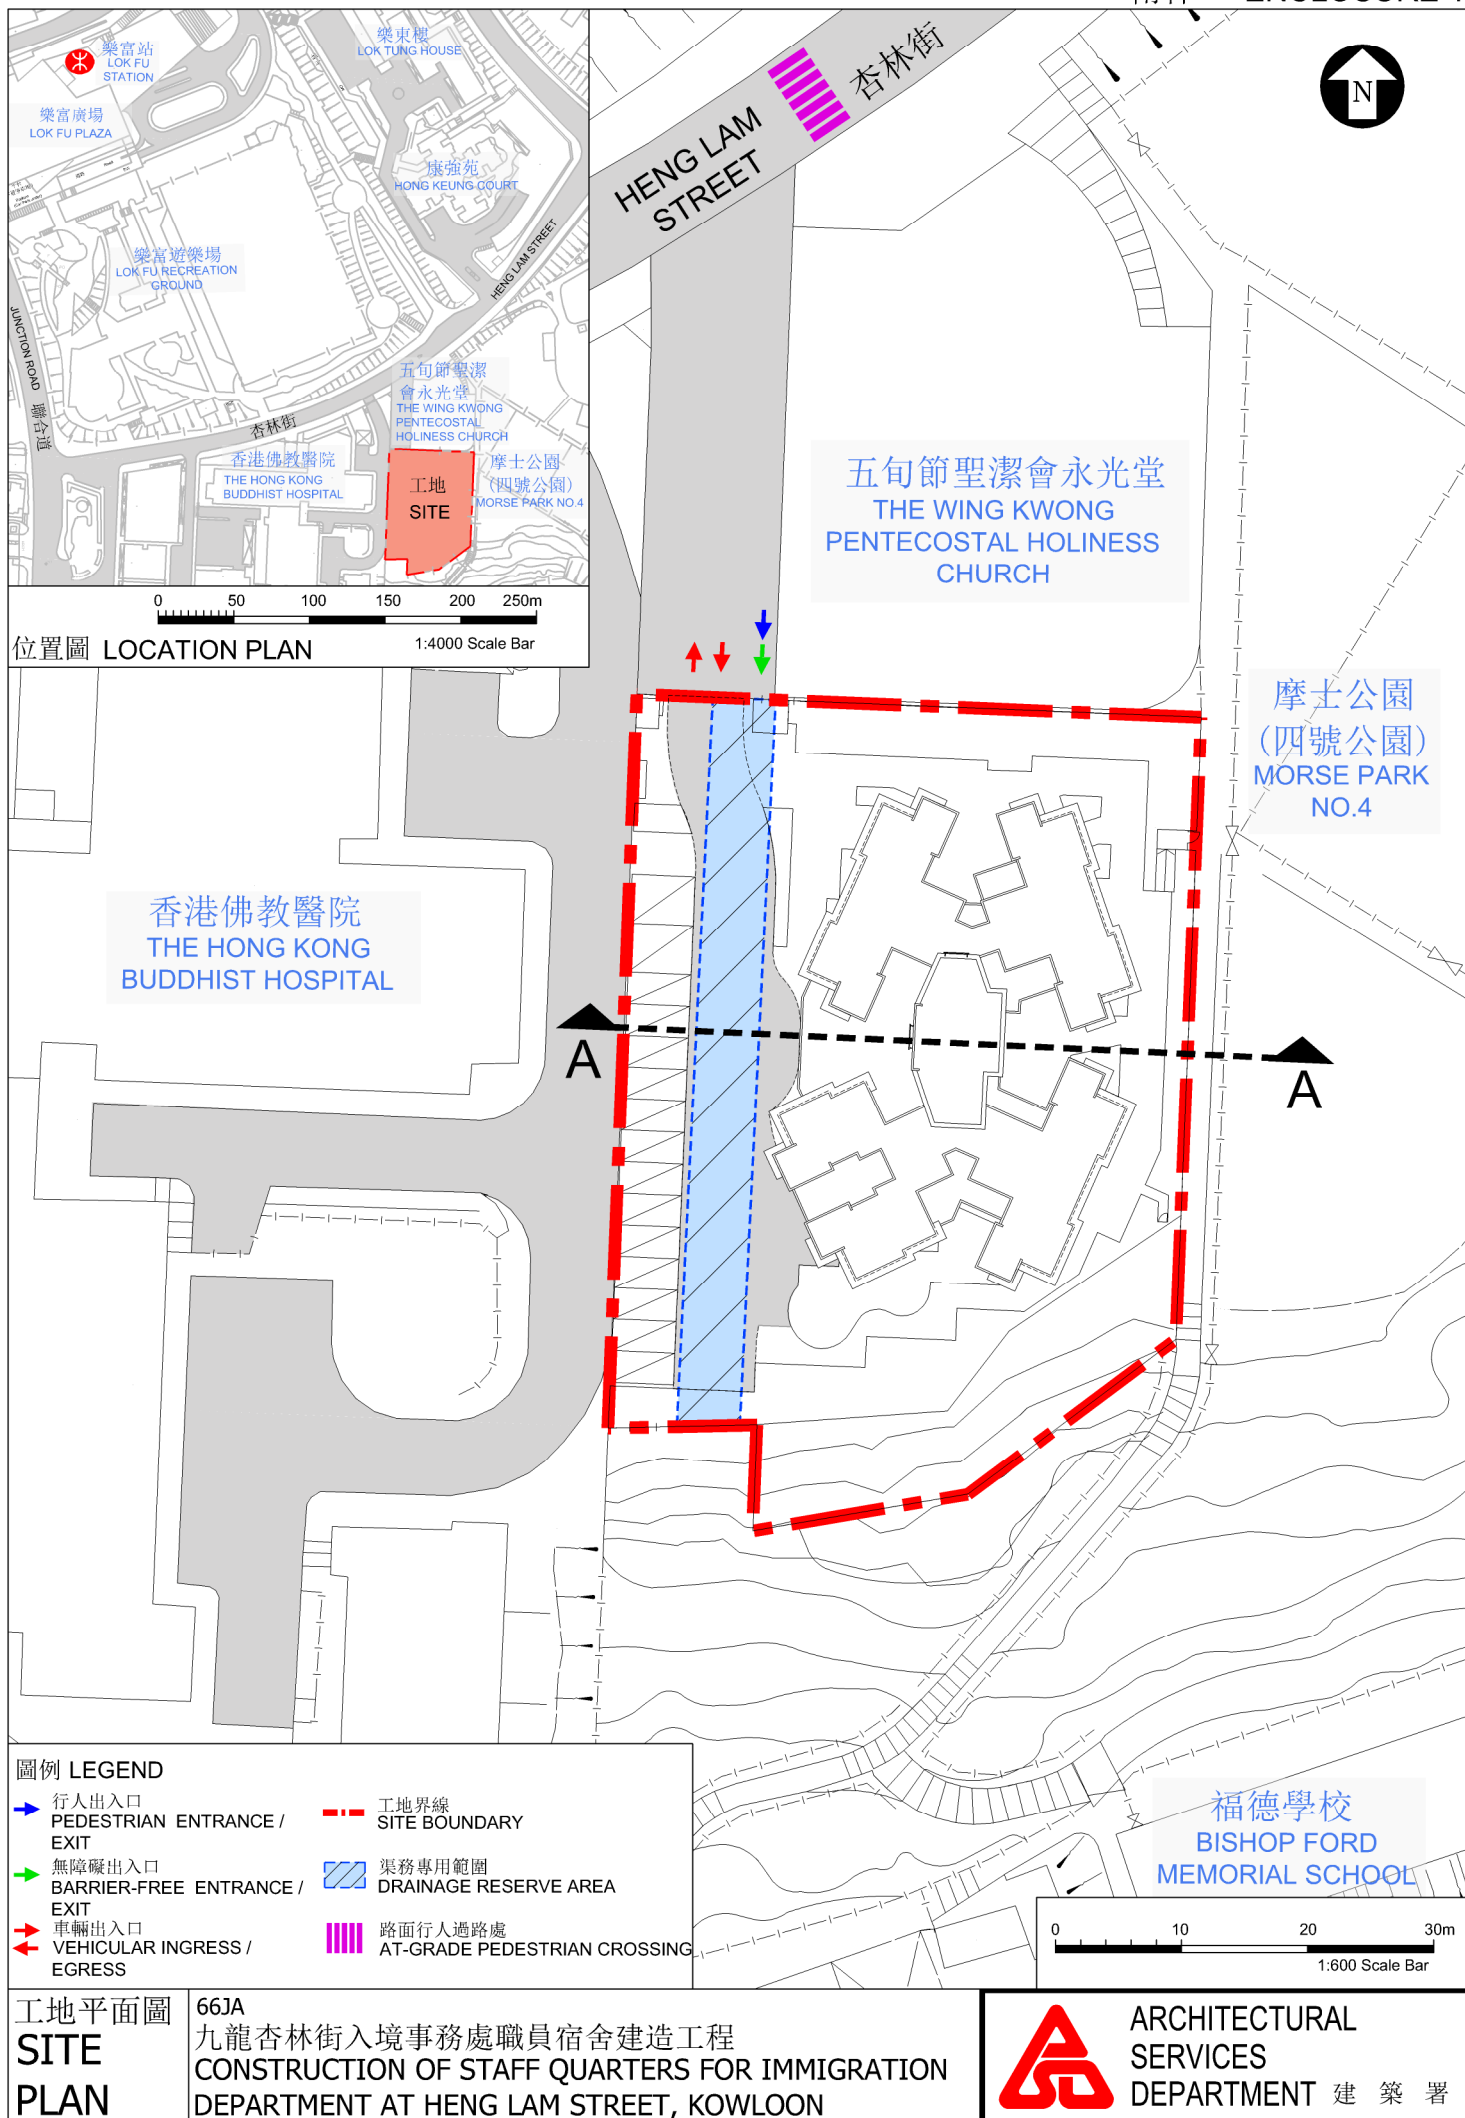 樂富站
LOK FU
STATION
樂東樓
LOK TUNG HOUSE
樂富廣場
LOK FU PLAZA
康強苑
HONG KEUNG COURT
樂富遊樂場
LOK FU RECREATION
GROUND
HENG LAM STREET
JUNCTION ROAD 聯合道
杏林街
五旬節聖潔
會永光堂
THE WING KWONG
PENTECOSTAL
HOLINESS CHURCH
香港佛教醫院
THE HONG KONG
BUDDHIST HOSPITAL
工地
SITE
摩士公園
(四號公園)
MORSE PARK NO.4
0 50 100 150 200 250m
位置圖 LOCATION PLAN
1:4000 Scale Bar
HENG LAM
STREET
杏林街
N
五旬節聖潔會永光堂
THE WING KWONG
PENTECOSTAL HOLINESS
CHURCH
摩士公園
(四號公園)
MORSE PARK
NO.4
香港佛教醫院
THE HONG KONG
BUDDHIST HOSPITAL
A
A
圖例 LEGEND
行人出入口
PEDESTRIAN ENTRANCE /
EXIT
無障礙出入口
BARRIER-FREE ENTRANCE /
EXIT
車輛出入口
VEHICULAR INGRESS /
EGRESS
工地界線
SITE BOUNDARY
渠務專用範圍
DRAINAGE RESERVE AREA
路面行人過路處
AT-GRADE PEDESTRIAN CROSSING
福德學校
BISHOP FORD
MEMORIAL SCHOOL
0 10 20 30m
1:600 Scale Bar
工地平面圖
SITE
PLAN
66JA
九龍杏林街入境事務處職員宿舍建造工程
CONSTRUCTION OF STAFF QUARTERS FOR IMMIGRATION
DEPARTMENT AT HENG LAM STREET, KOWLOON
ARCHITECTURAL
SERVICES
DEPARTMENT 建 築 署